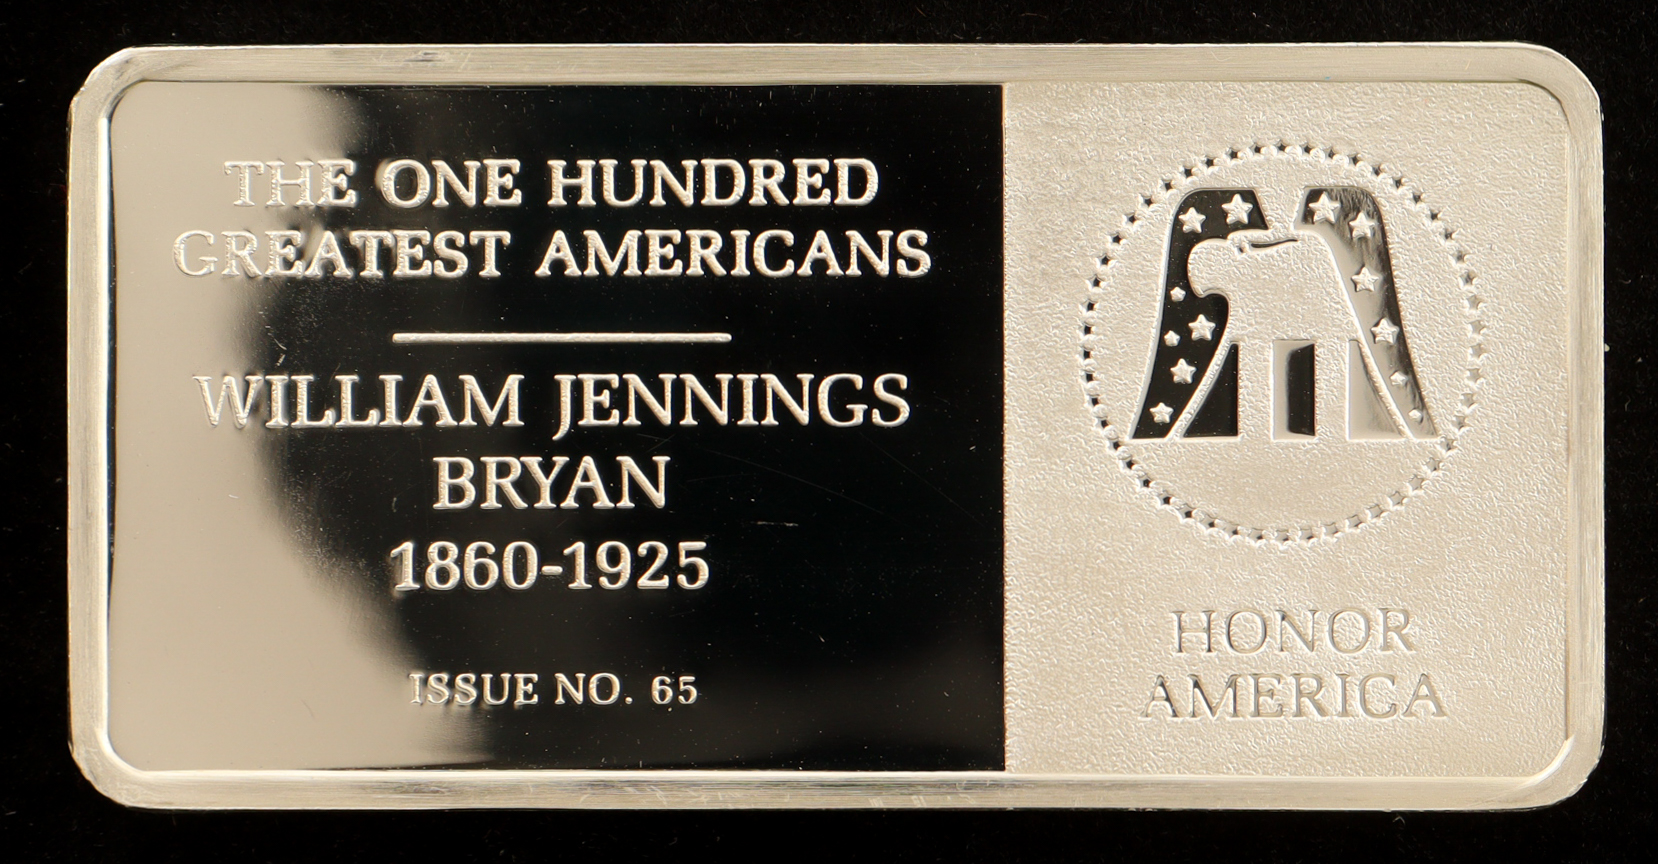 THE ONE HUNDRED
GREATEST AMERICANS
WILLIAM JENNINGS
BRYAN
1860-1925
ISSUE NO. 65
HONOR
AMERICA